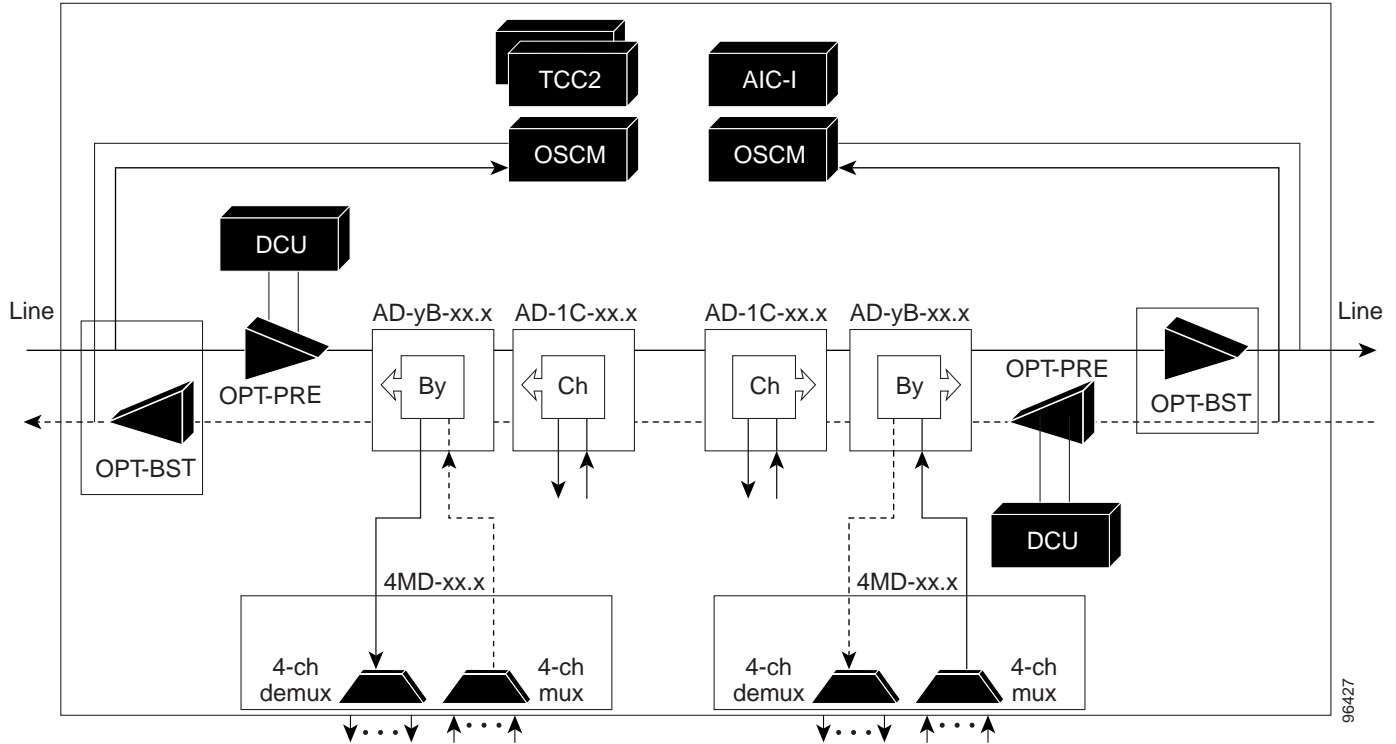 TCC2
AIC-I
OSCM
OSCM
DCU
Line
AD-yB-xx.x
AD-1C-xx.x
AD-1C-xx.x
AD-yB-xx.x
Line
By
Ch
Ch
By
OPT-PRE
OPT-PRE
OPT-BST
OPT-BST
DCU
4MD-xx.x
4MD-xx.x
4-ch
demux
4-ch
mux
4-ch
demux
4-ch
mux
96427